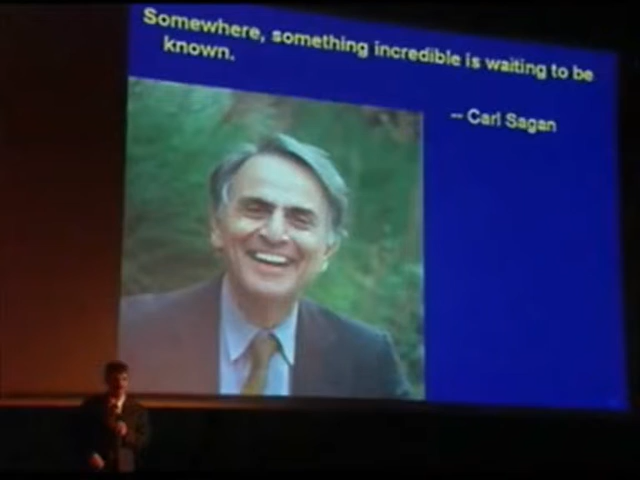 Somewhere, something incredible is waiting to be
known.
-- Carl Sagan